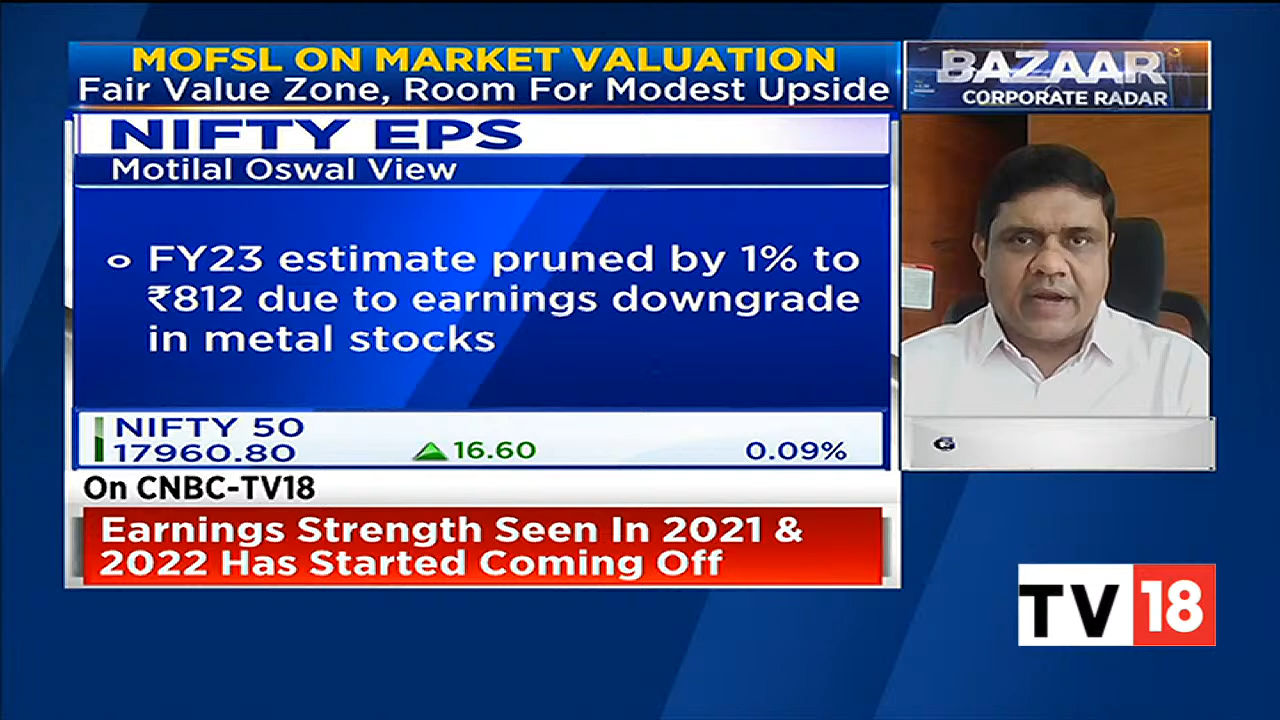 MOFSL ON MARKET VALUATION
Fair Value Zone, Room For Modest Upside
BAZAAR
CORPORATE RADAR
NIFTY EPS
Motilal Oswal View
FY23 estimate pruned by 1% to
₹812 due to earnings downgrade
in metal stocks
NIFTY 50
17960.80 16.60 0.09%
On CNBC-TV18
Earnings Strength Seen In 2021 &
2022 Has Started Coming Off
TV18